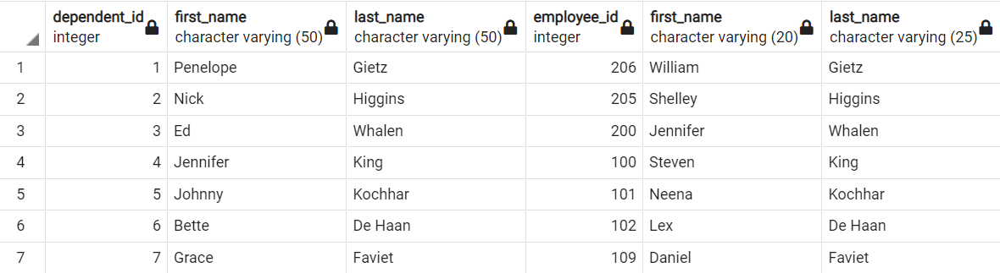 dependent_id first_name last_name employee_id first_name last_name
integer character varying (50) character varying (50) integer character varying (20) character varying (25)
1 1 Penelope Gietz 206 William Gietz
2 2 Nick Higgins 205 Shelley Higgins
3 3 Ed Whalen 200 Jennifer Whalen
4 4 Jennifer King 100 Steven King
5 5 Johnny Kochhar 101 Neena Kochhar
6 6 Bette De Haan 102 Lex De Haan
7 7 Grace Faviet 109 Daniel Faviet